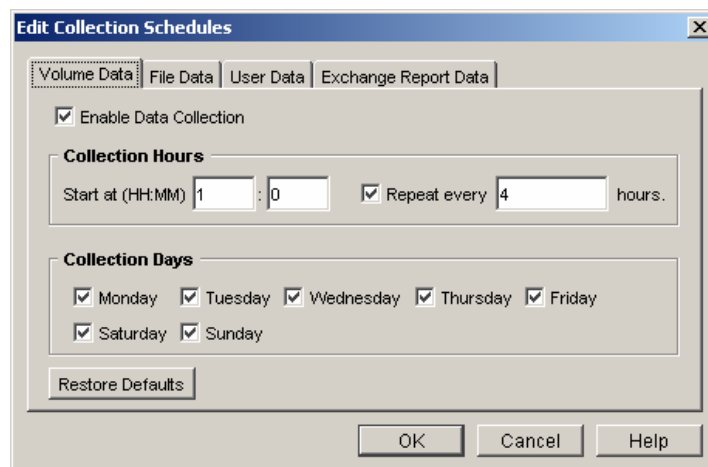 Edit Collection Schedules
Volume Data File Data User Data Exchange Report Data
Enable Data Collection
Collection Hours
Start at (HH:MM) 1 : 0 Repeat every 4 hours.
Collection Days
Monday Tuesday Wednesday Thursday Friday
Saturday Sunday
Restore Defaults
OK Cancel Help